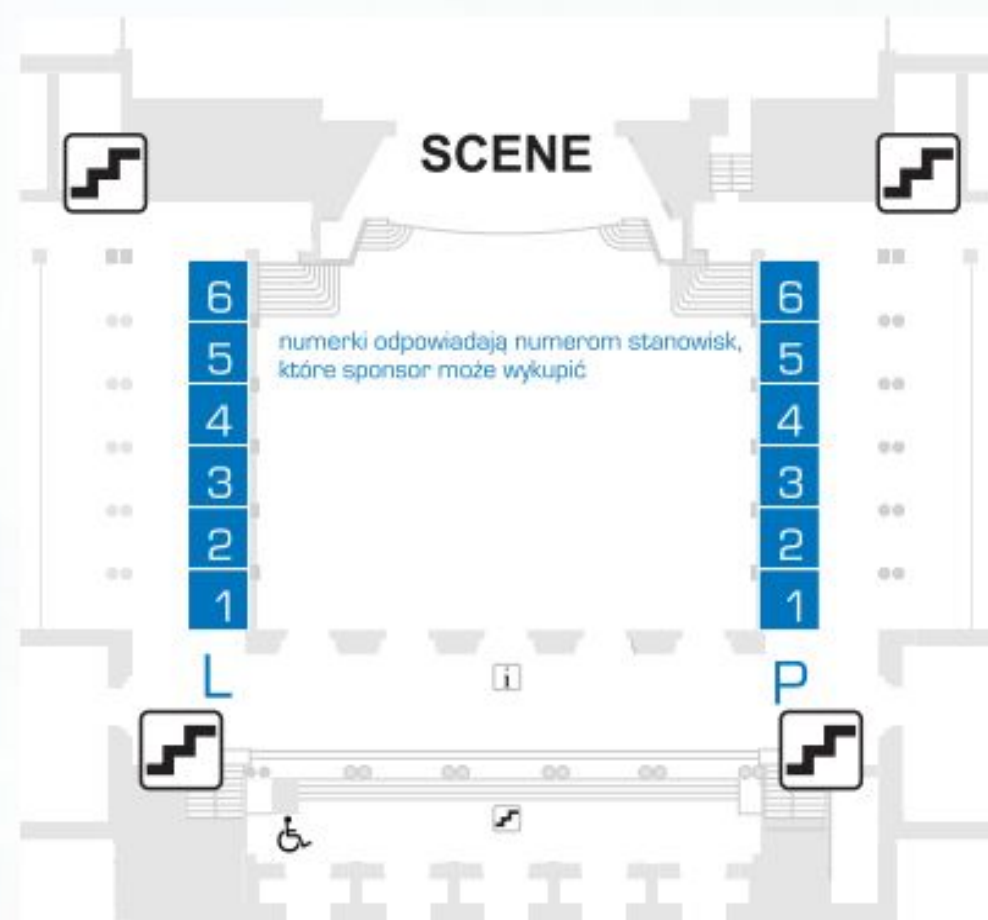 SCENE
6 6
numerki odpowiadają numerom stanowisk,
które sponsor może wykupić
5 5
4 4
3 3
2 2
1 1
L P
i